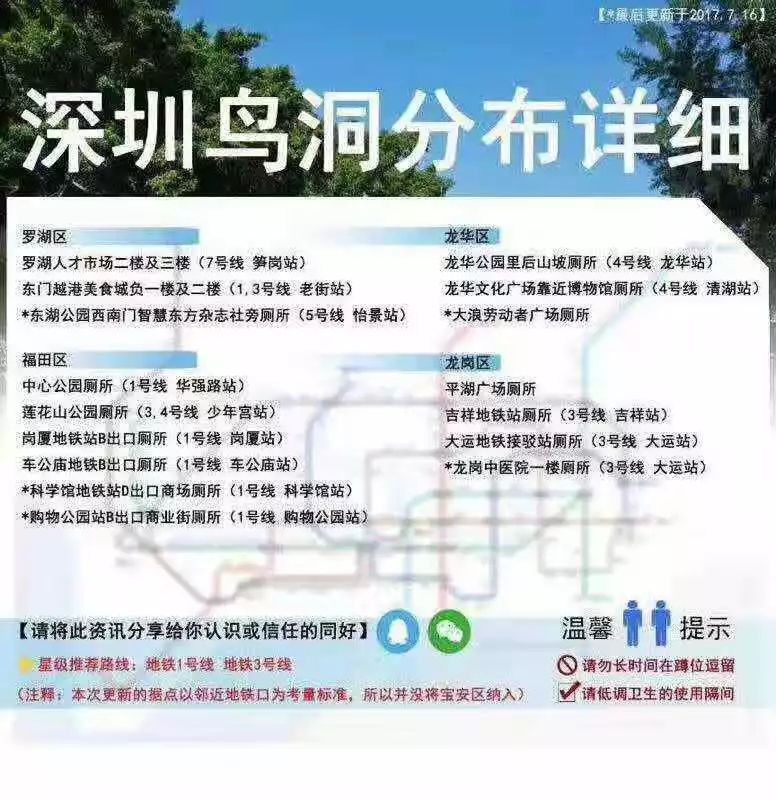 【*最后更新于2017.7.16】
深圳鸟洞分布详细
罗湖区
罗湖人才市场二楼及三楼（7号线 笋岗站）
东门越港美食城负一楼及二楼（1,3号线 老街站）
*东湖公园西南门智慧东方杂志社旁厕所（5号线 怡景站）
福田区
中心公园厕所（1号线 华强路站）
莲花山公园厕所（3,4号线 少年宫站）
岗厦地铁站B出口厕所（1号线 岗厦站）
车公庙地铁B出口厕所（1号线 车公庙站）
*科学馆地铁站D出口商场厕所（1号线 科学馆站）
*购物公园站B出口商业街厕所（1号线 购物公园站）
龙华区
龙华公园里后山坡厕所（4号线 龙华站）
龙华文化广场靠近博物馆厕所（4号线 清湖站）
*大浪劳动者广场厕所
龙岗区
平湖广场厕所
吉祥地铁站厕所（3号线 吉祥站）
大运地铁接驳站厕所（3号线 大运站）
*龙岗中医院一楼厕所（3号线 大运站）
【请将此资讯分享给你认识或信任的同好】
星级推荐路线：地铁1号线 地铁3号线
（注释：本次更新的据点以邻近地铁口为考量标准，所以并没将宝安区纳入）
温馨 提示
请勿长时间在蹲位逗留
请低调卫生的使用隔间